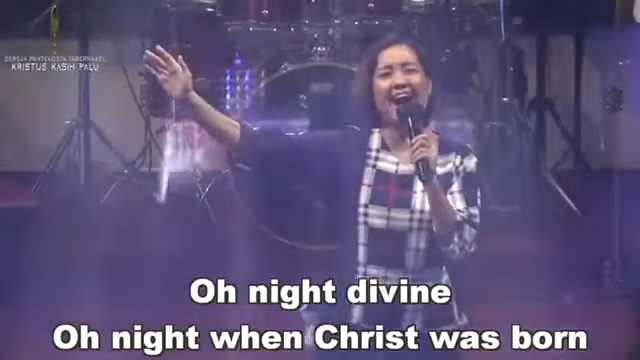 GEREJA PANTEKOSTA TABERNAKEL
KRISTUS KASIH PALU
Oh night divine
Oh night when Christ was born